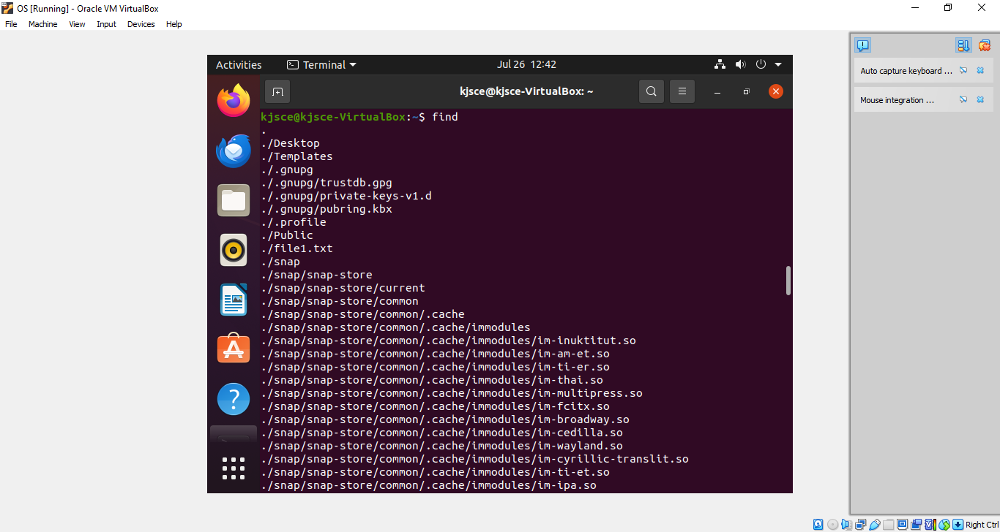 OS [Running] - Oracle VM VirtualBox
File Machine View Input Devices Help
Activities Terminal Jul 26 12:42
kjsce@kjsce-VirtualBox: ~
kjsce@kjsce-VirtualBox:~$ find
.
./Desktop
./Templates
./.gnupg
./.gnupg/trustdb.gpg
./.gnupg/private-keys-v1.d
./.gnupg/pubring.kbx
./.profile
./Public
./file1.txt
./snap
./snap/snap-store
./snap/snap-store/current
./snap/snap-store/common
./snap/snap-store/common/.cache
./snap/snap-store/common/.cache/immodules
./snap/snap-store/common/.cache/immodules/im-inuktitut.so
./snap/snap-store/common/.cache/immodules/im-am-et.so
./snap/snap-store/common/.cache/immodules/im-ti-er.so
./snap/snap-store/common/.cache/immodules/im-thai.so
./snap/snap-store/common/.cache/immodules/im-multipress.so
./snap/snap-store/common/.cache/immodules/im-fcitx.so
./snap/snap-store/common/.cache/immodules/im-broadway.so
./snap/snap-store/common/.cache/immodules/im-cedilla.so
./snap/snap-store/common/.cache/immodules/im-wayland.so
./snap/snap-store/common/.cache/immodules/im-cyrillic-translit.so
./snap/snap-store/common/.cache/immodules/im-ti-et.so
./snap/snap-store/common/.cache/immodules/im-ipa.so
Auto capture keyboard ...
Mouse integration ...
Right Ctrl